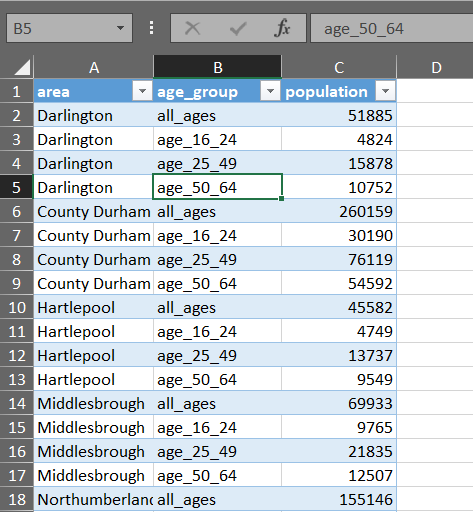 B5 fx age_50_64
A B C D
1 area age_group population
2 Darlington all_ages 51885
3 Darlington age_16_24 4824
4 Darlington age_25_49 15878
5 Darlington age_50_64 10752
6 County Durham all_ages 260159
7 County Durham age_16_24 30190
8 County Durham age_25_49 76119
9 County Durham age_50_64 54592
10 Hartlepool all_ages 45582
11 Hartlepool age_16_24 4749
12 Hartlepool age_25_49 13737
13 Hartlepool age_50_64 9549
14 Middlesbrough all_ages 69933
15 Middlesbrough age_16_24 9765
16 Middlesbrough age_25_49 21835
17 Middlesbrough age_50_64 12507
18 Northumberlanc all_ages 155146